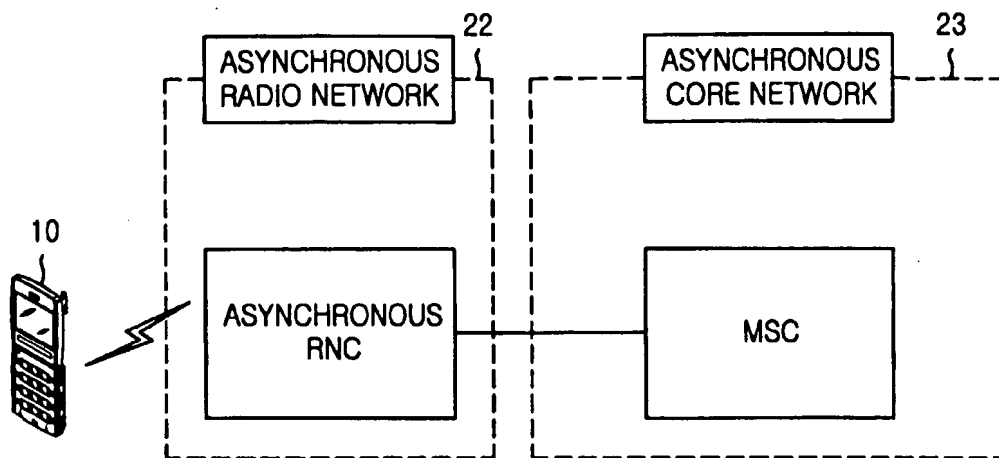 22
23
ASYNCHRONOUS
RADIO NETWORK
ASYNCHRONOUS
CORE NETWORK
10
ASYNCHRONOUS
RNC
MSC